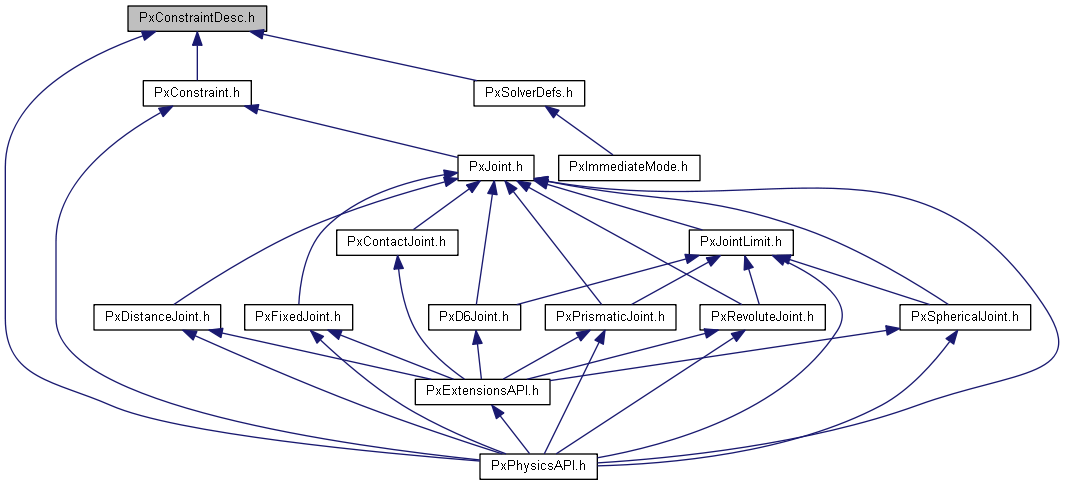 PxConstraintDesc.h
PxConstraint.h
PxSolverDefs.h
PxJoint.h
PxImmediateMode.h
PxContactJoint.h
PxJointLimit.h
PxDistanceJoint.h
PxFixedJoint.h
PxD6Joint.h
PxPrismaticJoint.h
PxRevoluteJoint.h
PxSphericalJoint.h
PxExtensionsAPI.h
PxPhysicsAPI.h